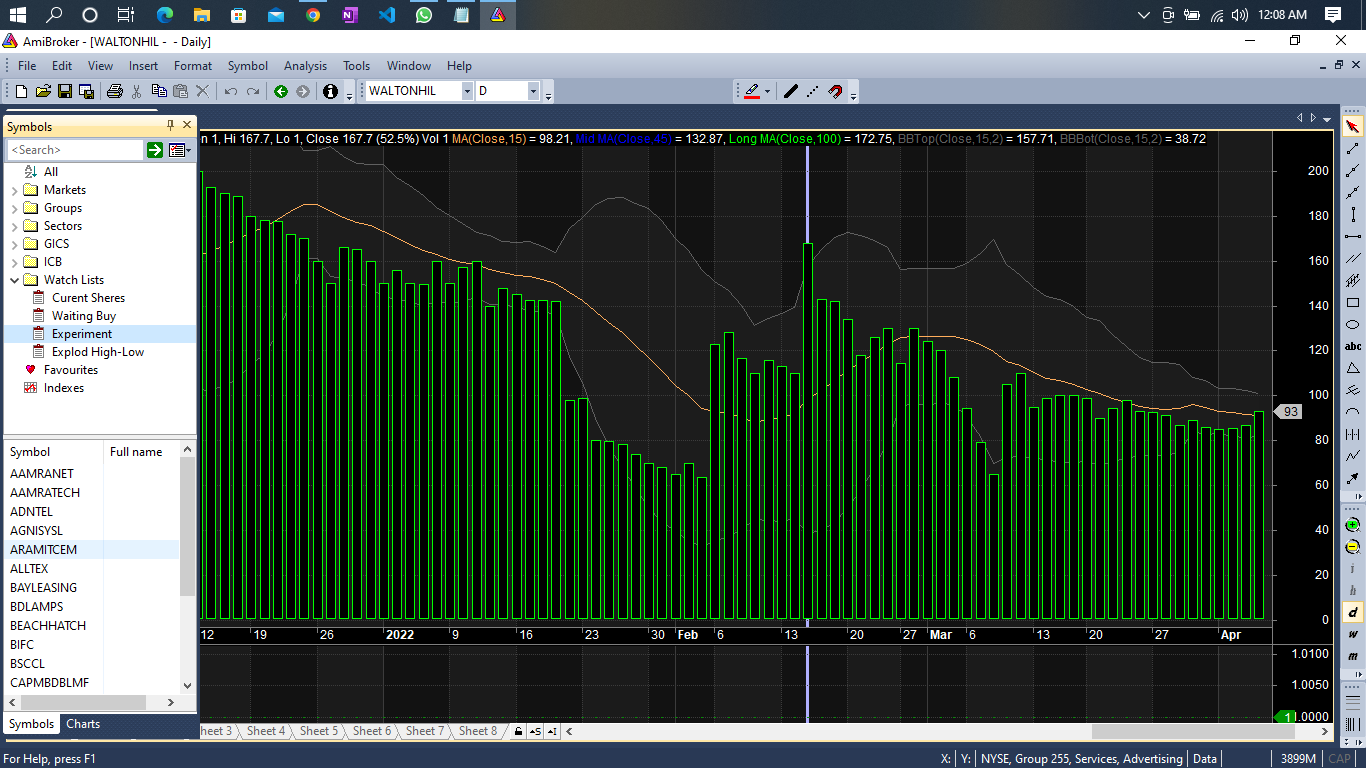 12:08 AM
AmiBroker - [WALTONHIL - - Daily]
File Edit View Insert Format Symbol Analysis Tools Window Help
WALTONHIL D
Symbols
<Search>
All
Markets
Groups
Sectors
GICS
ICB
Watch Lists
Curent Sheres
Waiting Buy
Experiment
Explod High-Low
Favourites
Indexes
Symbol Full name
AAMRANET
AAMRATECH
ADNTEL
AGNISYSL
ARAMITCEM
ALLTEX
BAYLEASING
BDLAMPS
BEACHHATCH
BIFC
BSCCL
CAPMBDBLMF
Symbols Charts
n 1, Hi 167.7, Lo 1, Close 167.7 (52.5%) Vol 1 MA(Close,15) = 98.21, Mid MA(Close,45) = 132.87, Long MA(Close,100) = 172.75, BBTop(Close,15,2) = 157.71, BBBot(Close,15,2) = 38.72
200
180
160
140
120
100
93
80
60
40
20
0
12 19 26 2022 9 16 23 30 Feb 6 13 20 27 Mar 6 13 20 27 Apr
1.0100
1.0050
1 1.0000
heet 3 Sheet 4 Sheet 5 Sheet 6 Sheet 7 Sheet 8 S I
abc
i
h
d
w
m
For Help, press F1
X: Y: NYSE, Group 255, Services, Advertising Data 3899M CAP